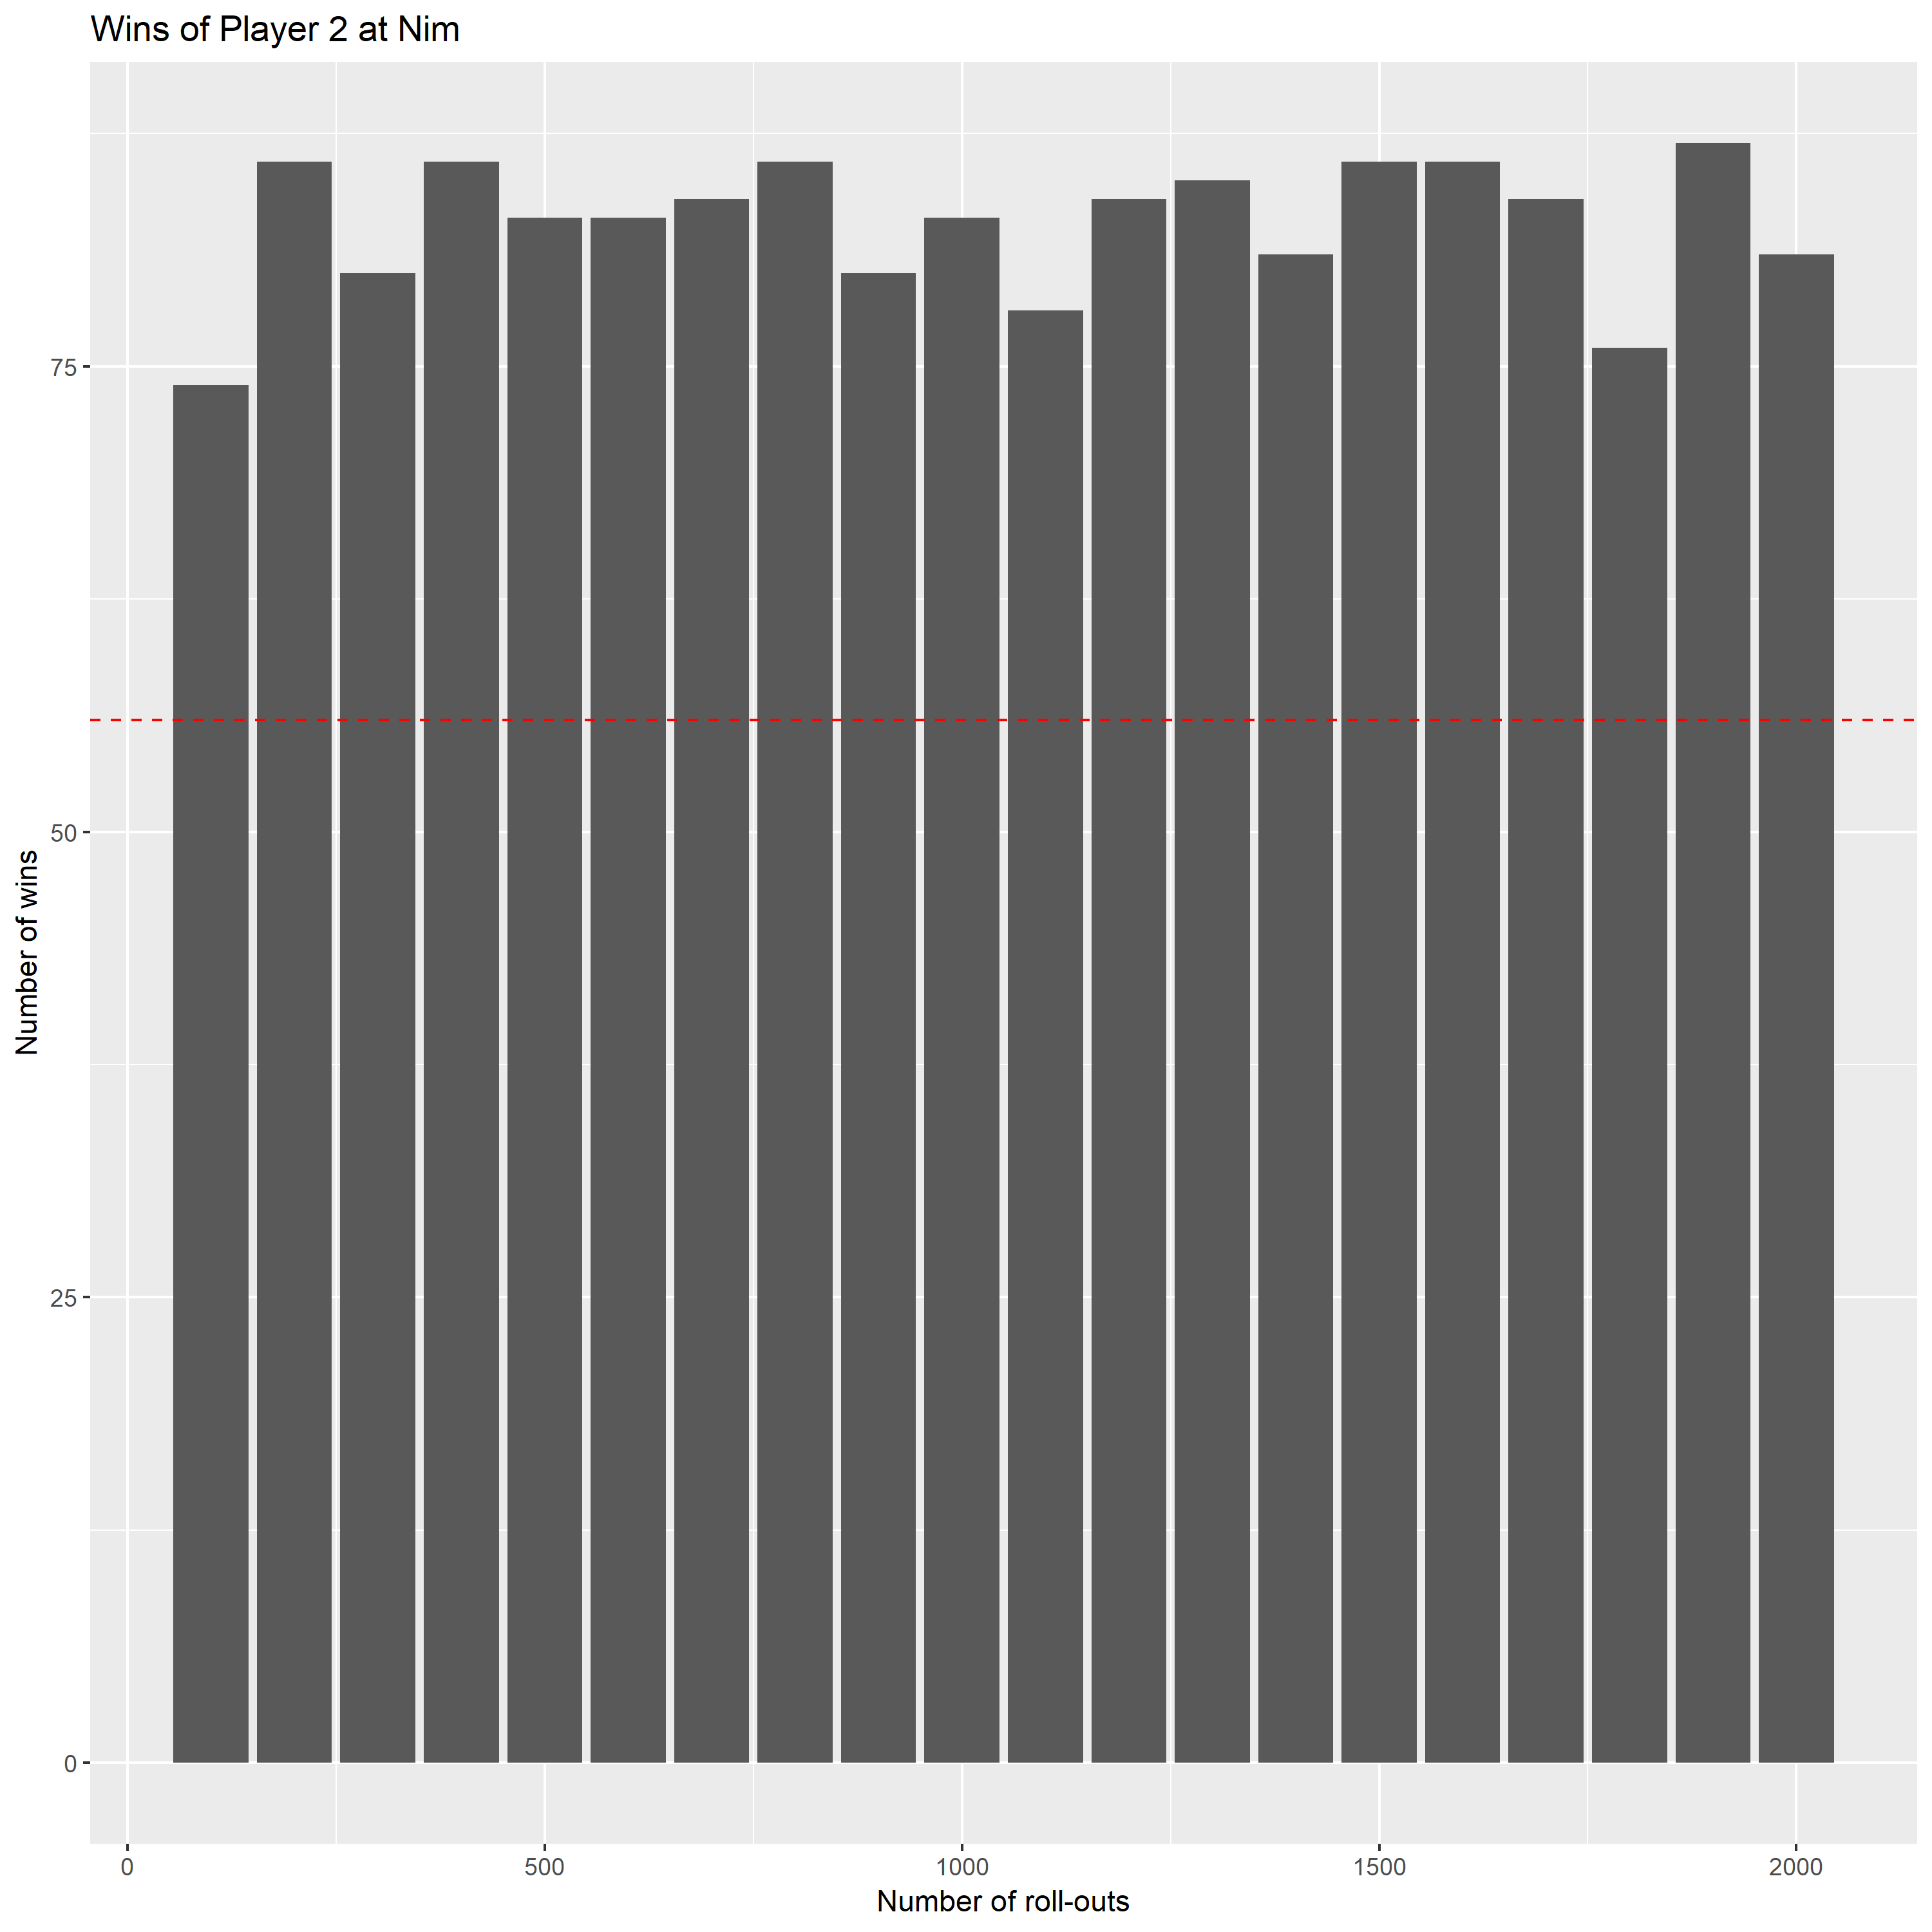 Wins of Player 2 at Nim
Number of wins
75
50
25
0
0 500 1000 1500 2000
Number of roll-outs